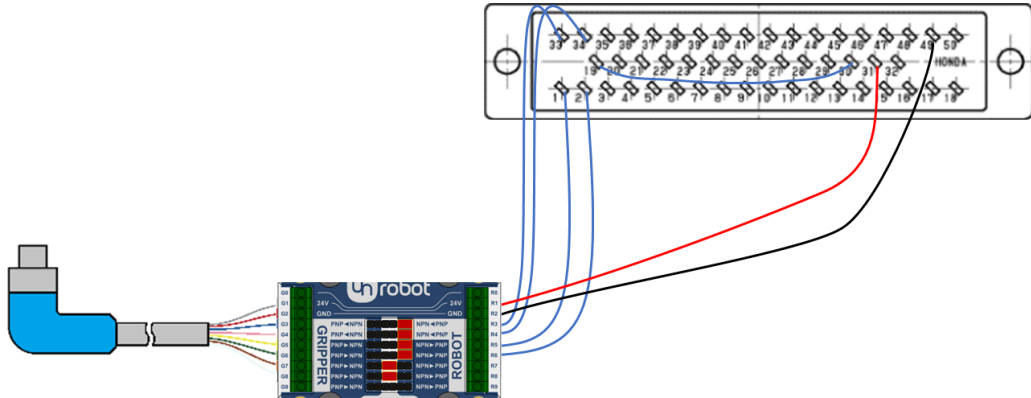 33 34 35 36 37 38 39 40 41 42 43 44 45 46 47 48 49 50
19 20 21 22 23 24 25 26 27 28 29 30 31 32 HONDA
1 2 3 4 5 6 7 8 9 10 11 12 13 14 15 16 17 18
robot
G0 R0
G1 24V 24V R1
G2 GND GND R2
G3 PNP◄NPN NPN◄PNP R3
G4 PNP◄NPN NPN◄PNP R4
G5 PNP►NPN NPN►PNP R5
G6 PNP►NPN NPN►PNP R6
G7 PNP►NPN NPN►PNP R7
G8 PNP►NPN NPN►PNP R8
G9 PNP►NPN NPN►PNP R9
GRIPPER
ROBOT